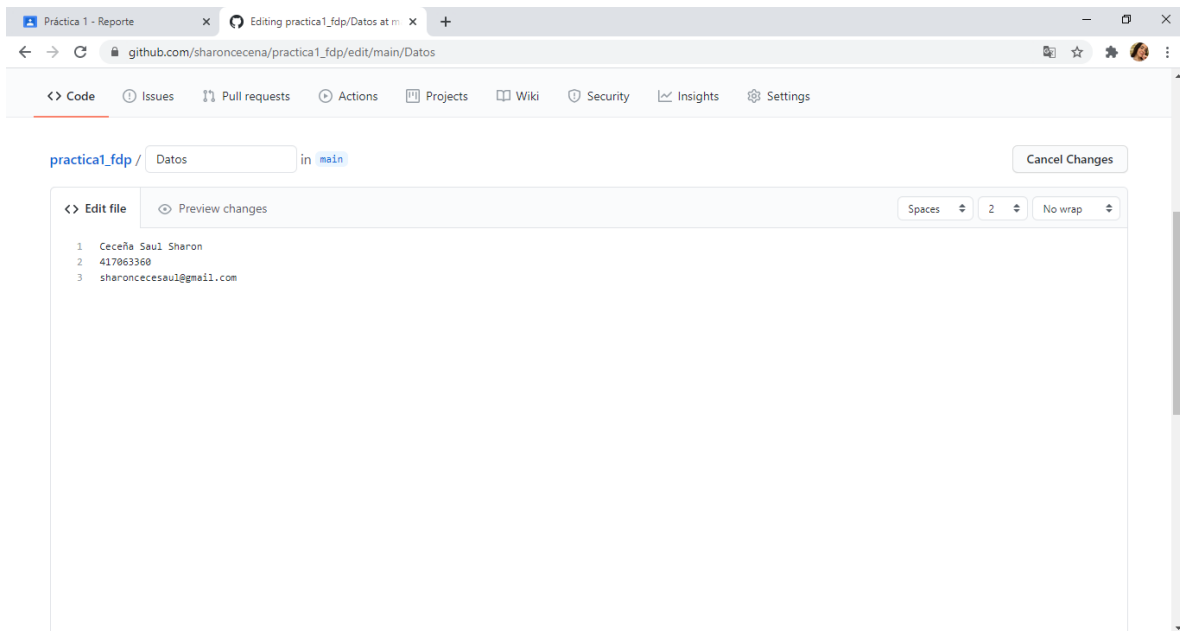 Práctica 1 - Reporte
Editing practica1_fdp/Datos at m
github.com/sharoncecena/practica1_fdp/edit/main/Datos
Code Issues Pull requests Actions Projects Wiki Security Insights Settings
practica1_fdp / Datos in main Cancel Changes
Edit file Preview changes Spaces 2 No wrap
1 Ceceña Saul Sharon
2 417063360
3 sharoncecesaul@gmail.com